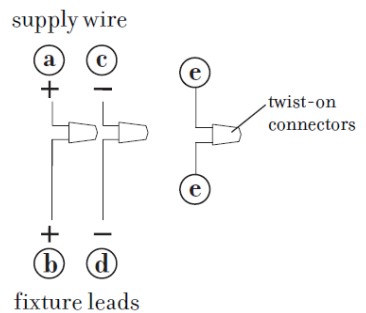 supply wire
a c
e
+ −
twist-on
connectors
e
+ −
b d
fixture leads